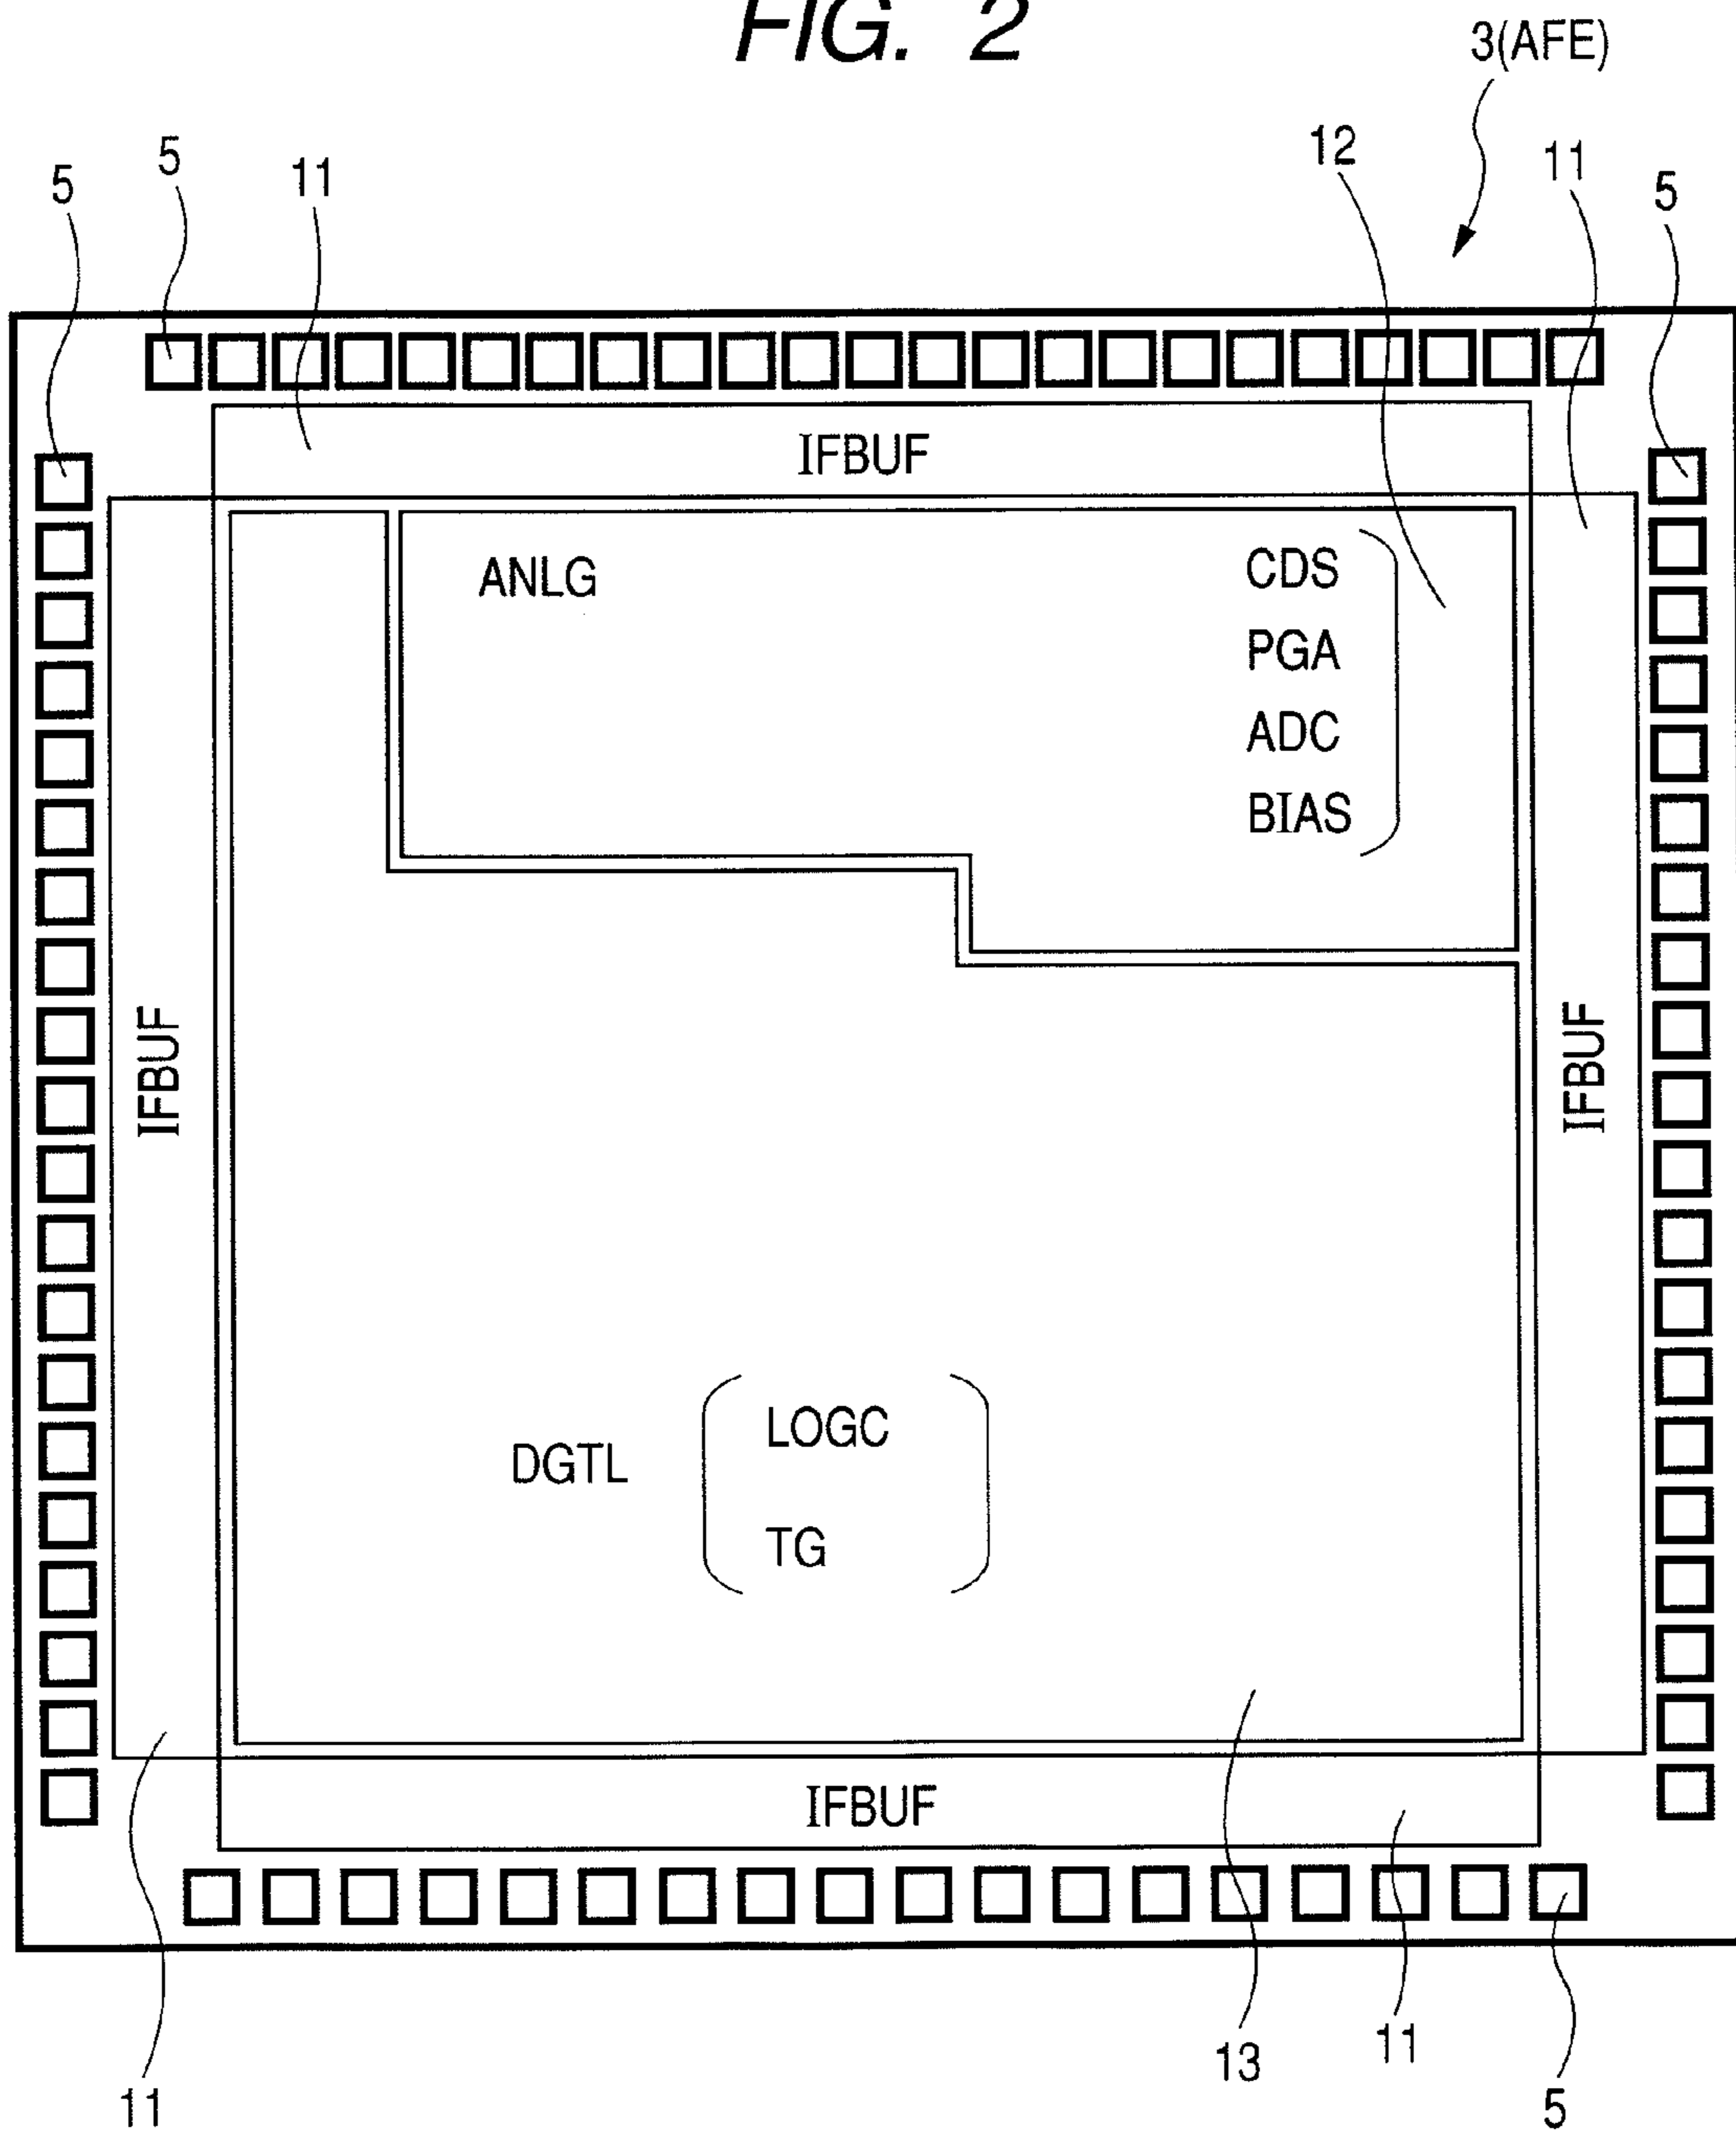 FIG. 2
3(AFE)
5
5
11
12
11
5
IFBUF
ANLG
CDS
PGA
ADC
BIAS
IFBUF
IFBUF
DGTL
LOGC
TG
IFBUF
11
13
11
5